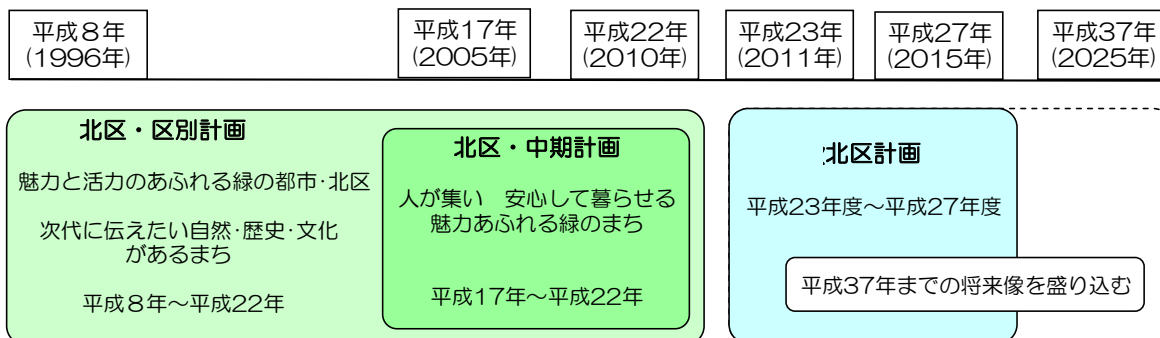 平成８年
(1996年)
平成17年
(2005年)
平成22年
(2010年)
平成23年
(2011年)
平成27年
(2015年)
平成37年
(2025年)
北区・区別計画
魅力と活力のあふれる緑の都市・北区
次代に伝えたい自然・歴史・文化
があるまち
平成８年～平成22年
北区・中期計画
人が集い　安心して暮らせる
魅力あふれる緑のまち
平成17年～平成22年
北区計画
平成23年度～平成27年度
平成37年までの将来像を盛り込む